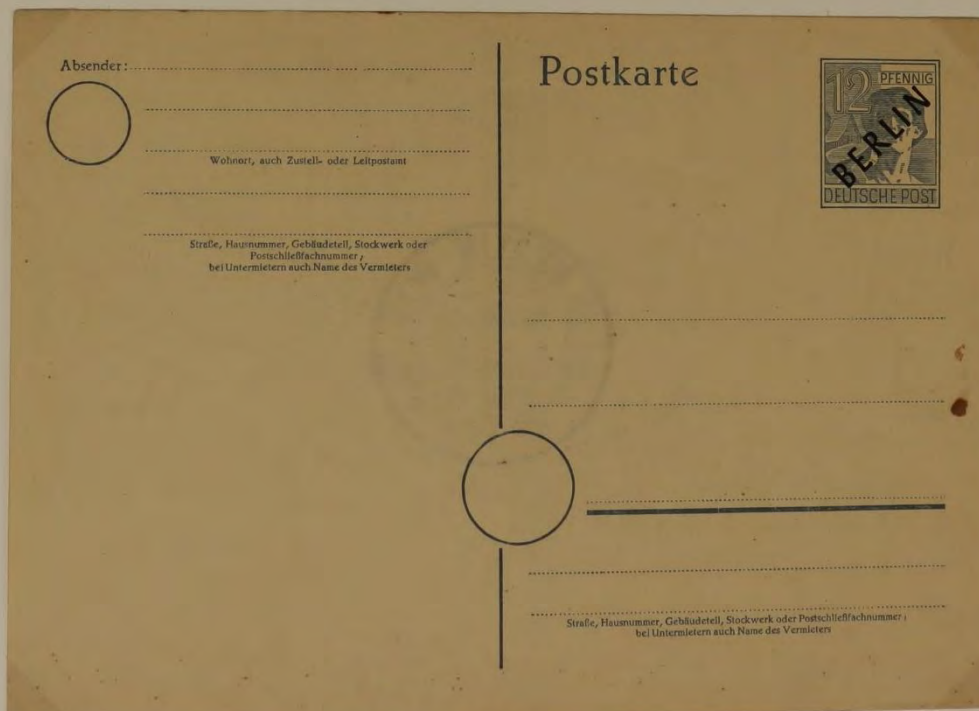 Absender:
Wohnort, auch Zustell- oder Leitpostamt
Straße, Hausnummer, Gebäudeteil, Stockwerk oder
Postschließfachnummer;
bei Untermietern auch Name des Vermieters
Postkarte
12 PFENNIG
BERLIN
DEUTSCHE POST
Straße, Hausnummer, Gebäudeteil, Stockwerk oder Postschließfachnummer;
bei Untermietern auch Name des Vermieters